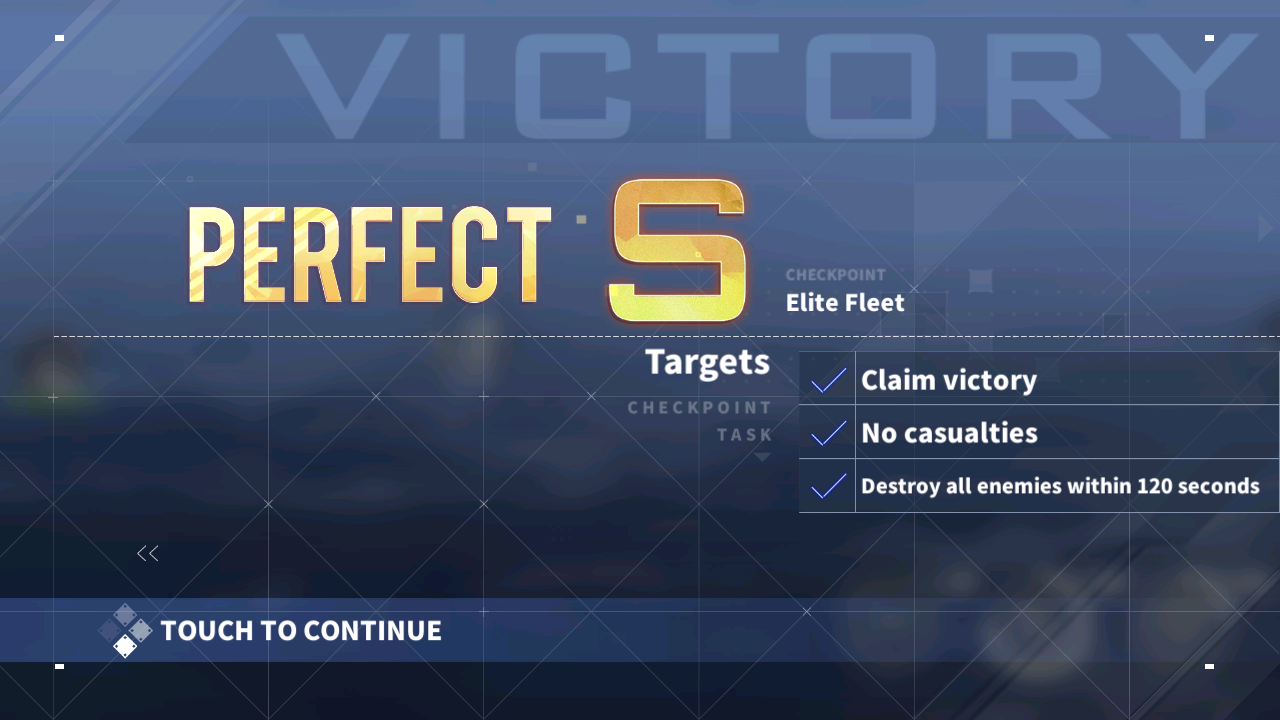 VICTORY
PERFECT S
CHECKPOINT
Elite Fleet
Targets
CHECKPOINT
TASK
Claim victory
No casualties
Destroy all enemies within 120 seconds
TOUCH TO CONTINUE